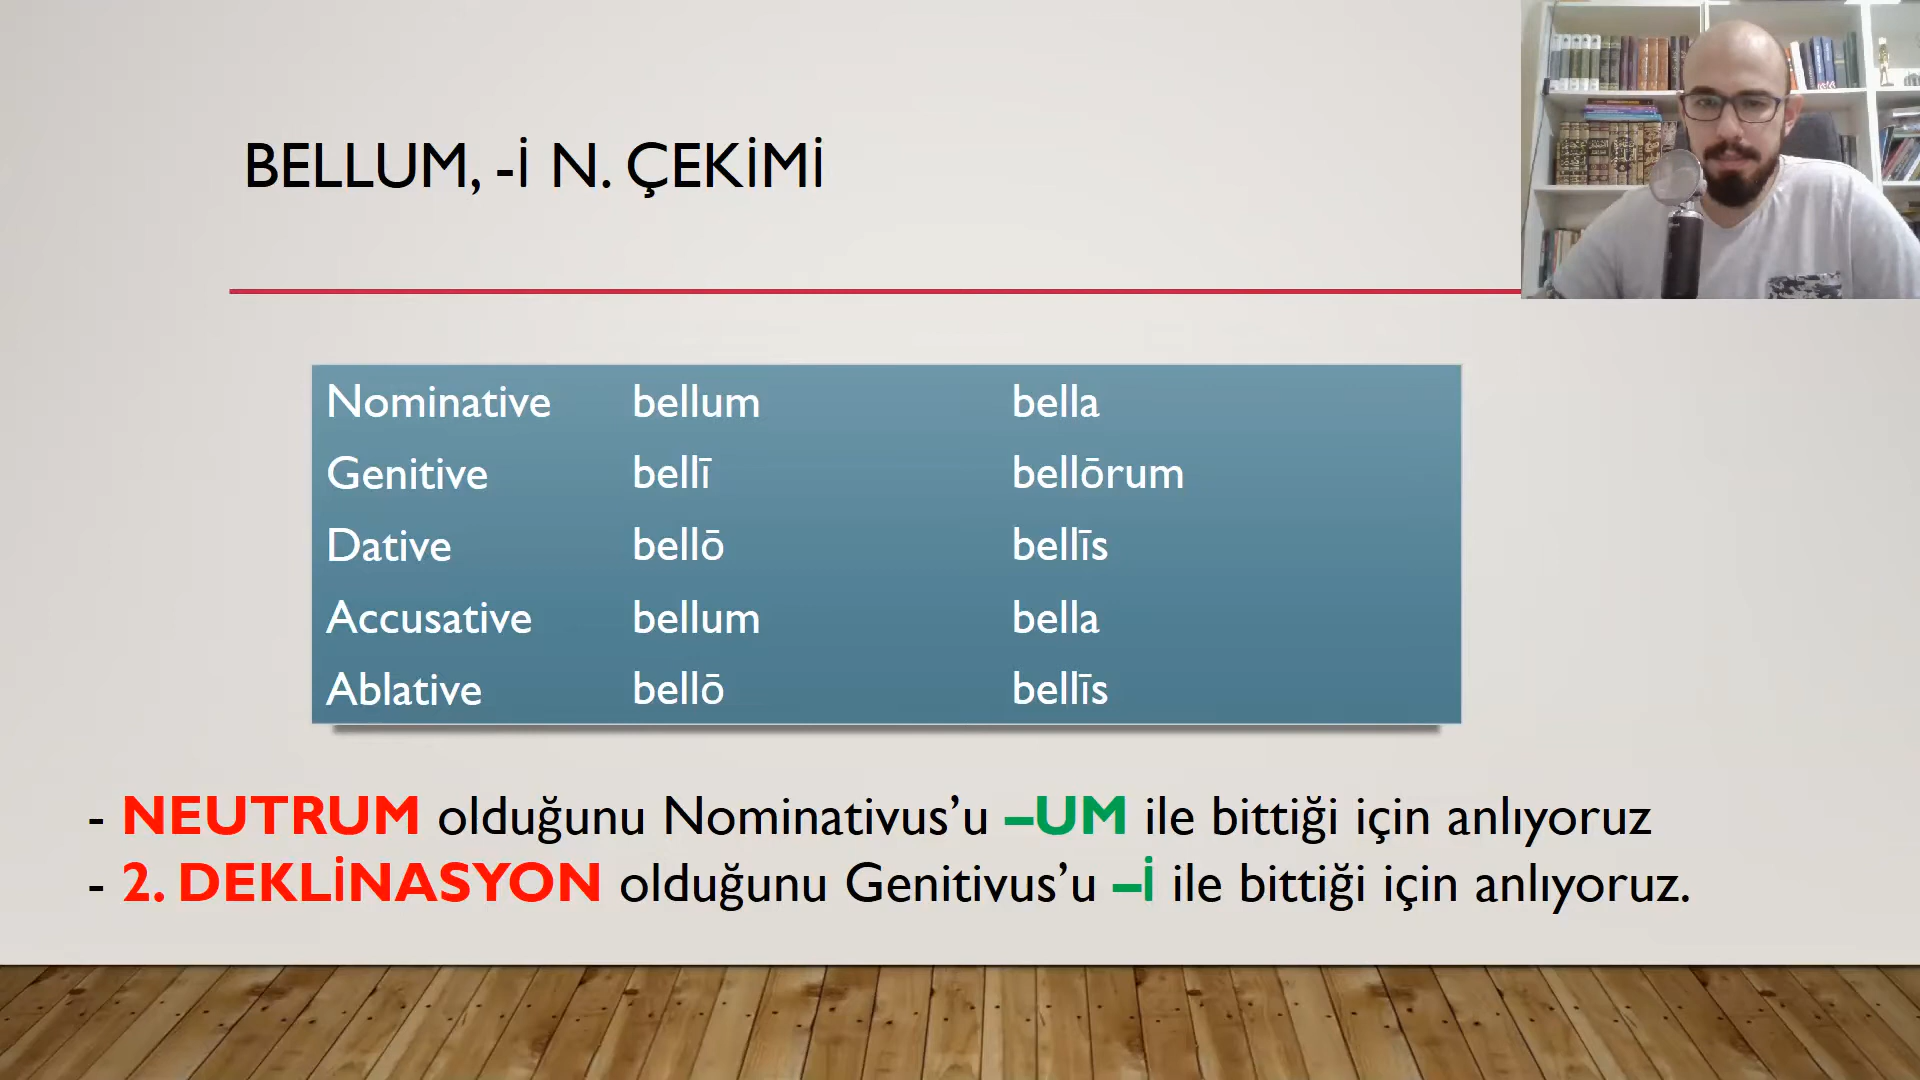 BELLUM, -İ N. ÇEKİMİ
Nominative bellum bella
Genitive bellī bellōrum
Dative bellō bellīs
Accusative bellum bella
Ablative bellō bellīs
- NEUTRUM olduğunu Nominativus’u –UM ile bittiği için anlıyoruz
- 2. DEKLİNASYON olduğunu Genitivus’u –İ ile bittiği için anlıyoruz.